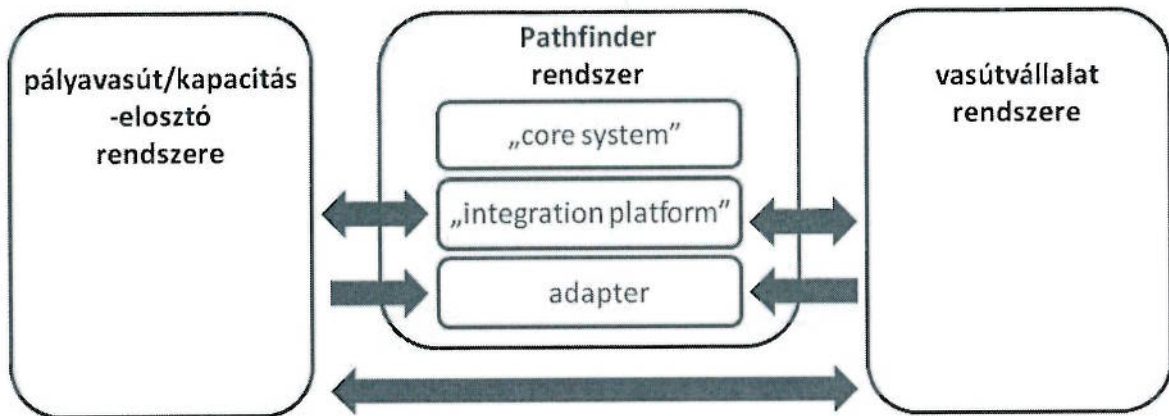 pályavasút/kapacitás
-elosztó
rendszere
Pathfinder
rendszer
„core system”
„integration platform”
adapter
vasútvállalat
rendszere